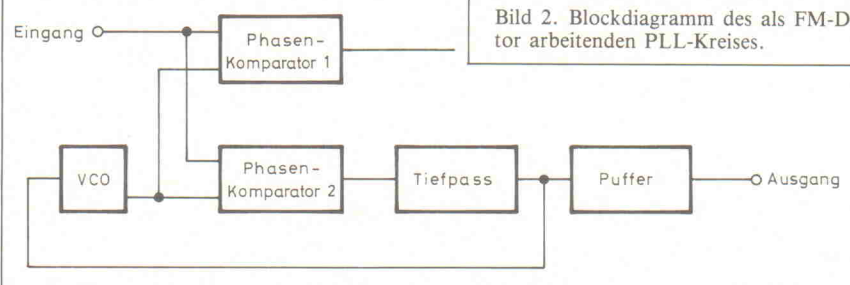 Eingang
Phasen-
Komparator 1
Bild 2. Blockdiagramm des als FM-D
tor arbeitenden PLL-Kreises.
VCO
Phasen-
Komparator 2
Tiefpass
Puffer
Ausgang